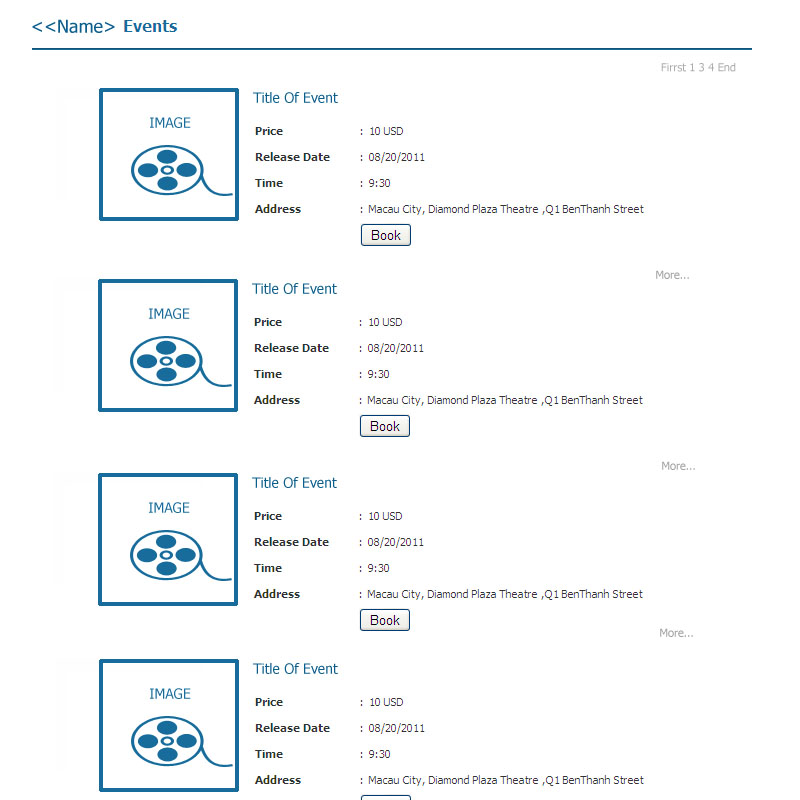 <<Name> Events
Firrst 1 3 4 End
IMAGE
Title Of Event
Price : 10 USD
Release Date : 08/20/2011
Time : 9:30
Address : Macau City, Diamond Plaza Theatre ,Q1 BenThanh Street
Book
More...
IMAGE
Title Of Event
Price : 10 USD
Release Date : 08/20/2011
Time : 9:30
Address : Macau City, Diamond Plaza Theatre ,Q1 BenThanh Street
Book
More...
IMAGE
Title Of Event
Price : 10 USD
Release Date : 08/20/2011
Time : 9:30
Address : Macau City, Diamond Plaza Theatre ,Q1 BenThanh Street
Book
More...
IMAGE
Title Of Event
Price : 10 USD
Release Date : 08/20/2011
Time : 9:30
Address : Macau City, Diamond Plaza Theatre ,Q1 BenThanh Street